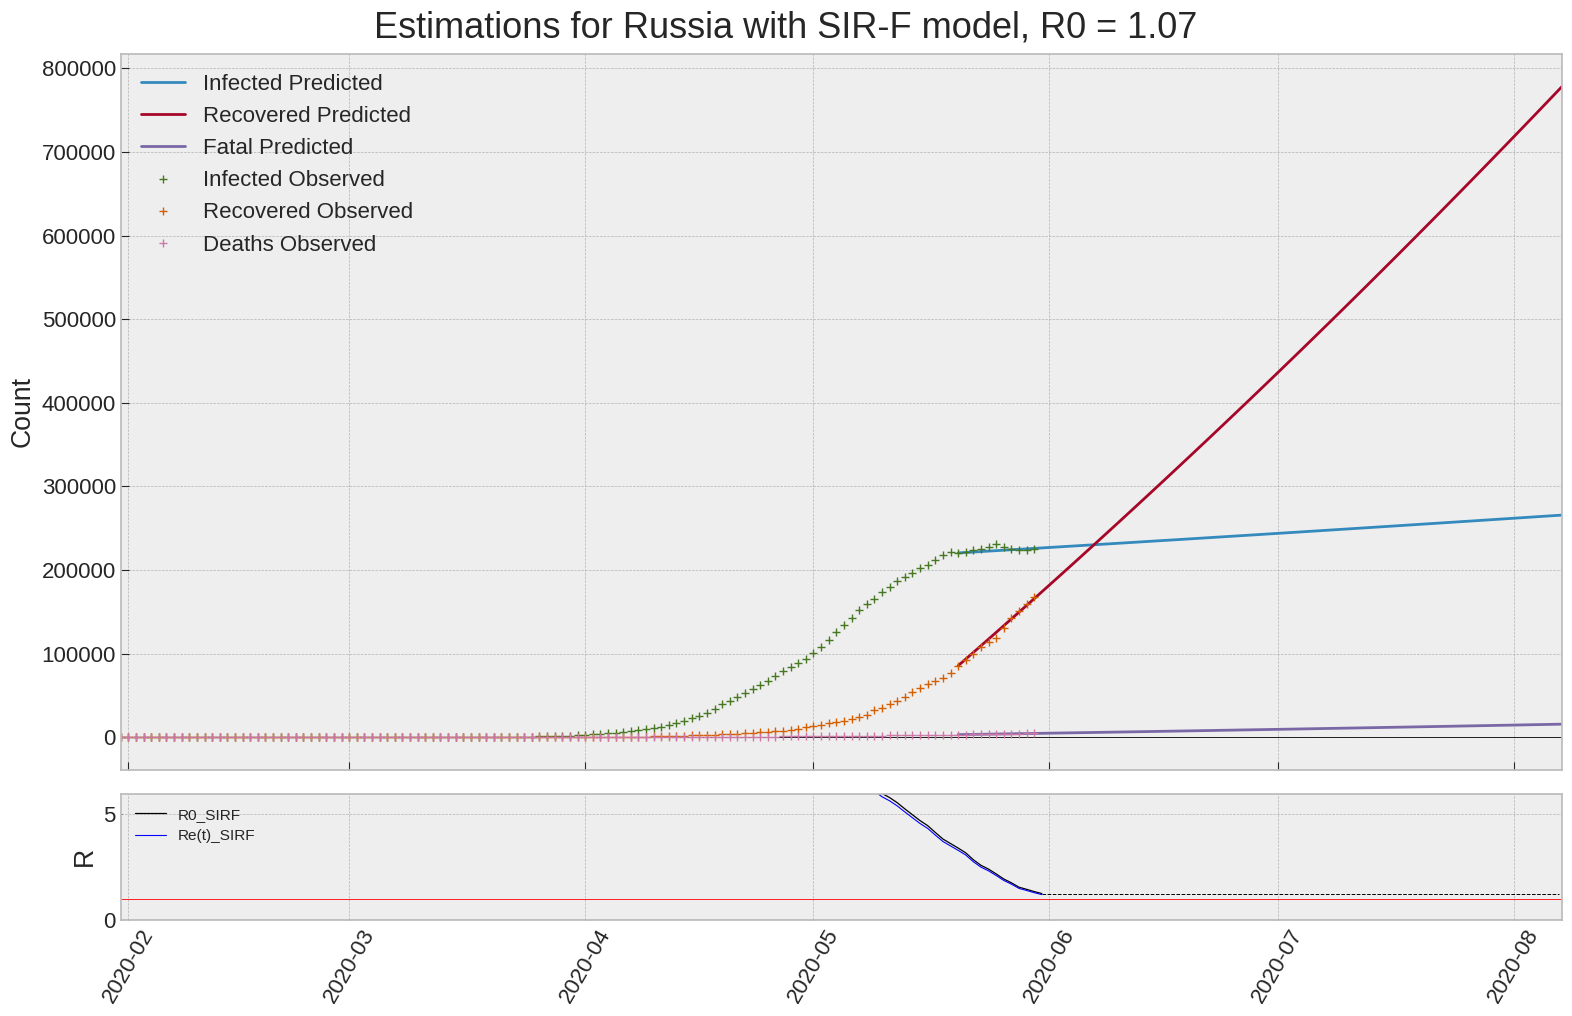 Estimations for Russia with SIR-F model, R0 = 1.07
800000
700000
600000
500000
400000
300000
200000
100000
0
Count
Infected Predicted
Recovered Predicted
Fatal Predicted
Infected Observed
Recovered Observed
Deaths Observed
5
0
R
R0_SIRF
Re(t)_SIRF
2020-02
2020-03
2020-04
2020-05
2020-06
2020-07
2020-08